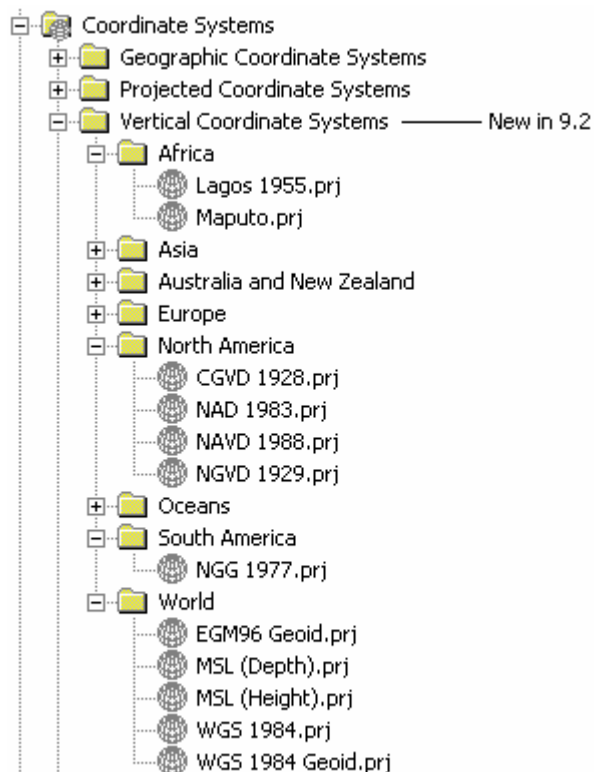 Coordinate Systems
Geographic Coordinate Systems
Projected Coordinate Systems
Vertical Coordinate Systems New in 9.2
Africa
Lagos 1955.prj
Maputo.prj
Asia
Australia and New Zealand
Europe
North America
CGVD 1928.prj
NAD 1983.prj
NAVD 1988.prj
NGVD 1929.prj
Oceans
South America
NGG 1977.prj
World
EGM96 Geoid.prj
MSL (Depth).prj
MSL (Height).prj
WGS 1984.prj
WGS 1984 Geoid.prj